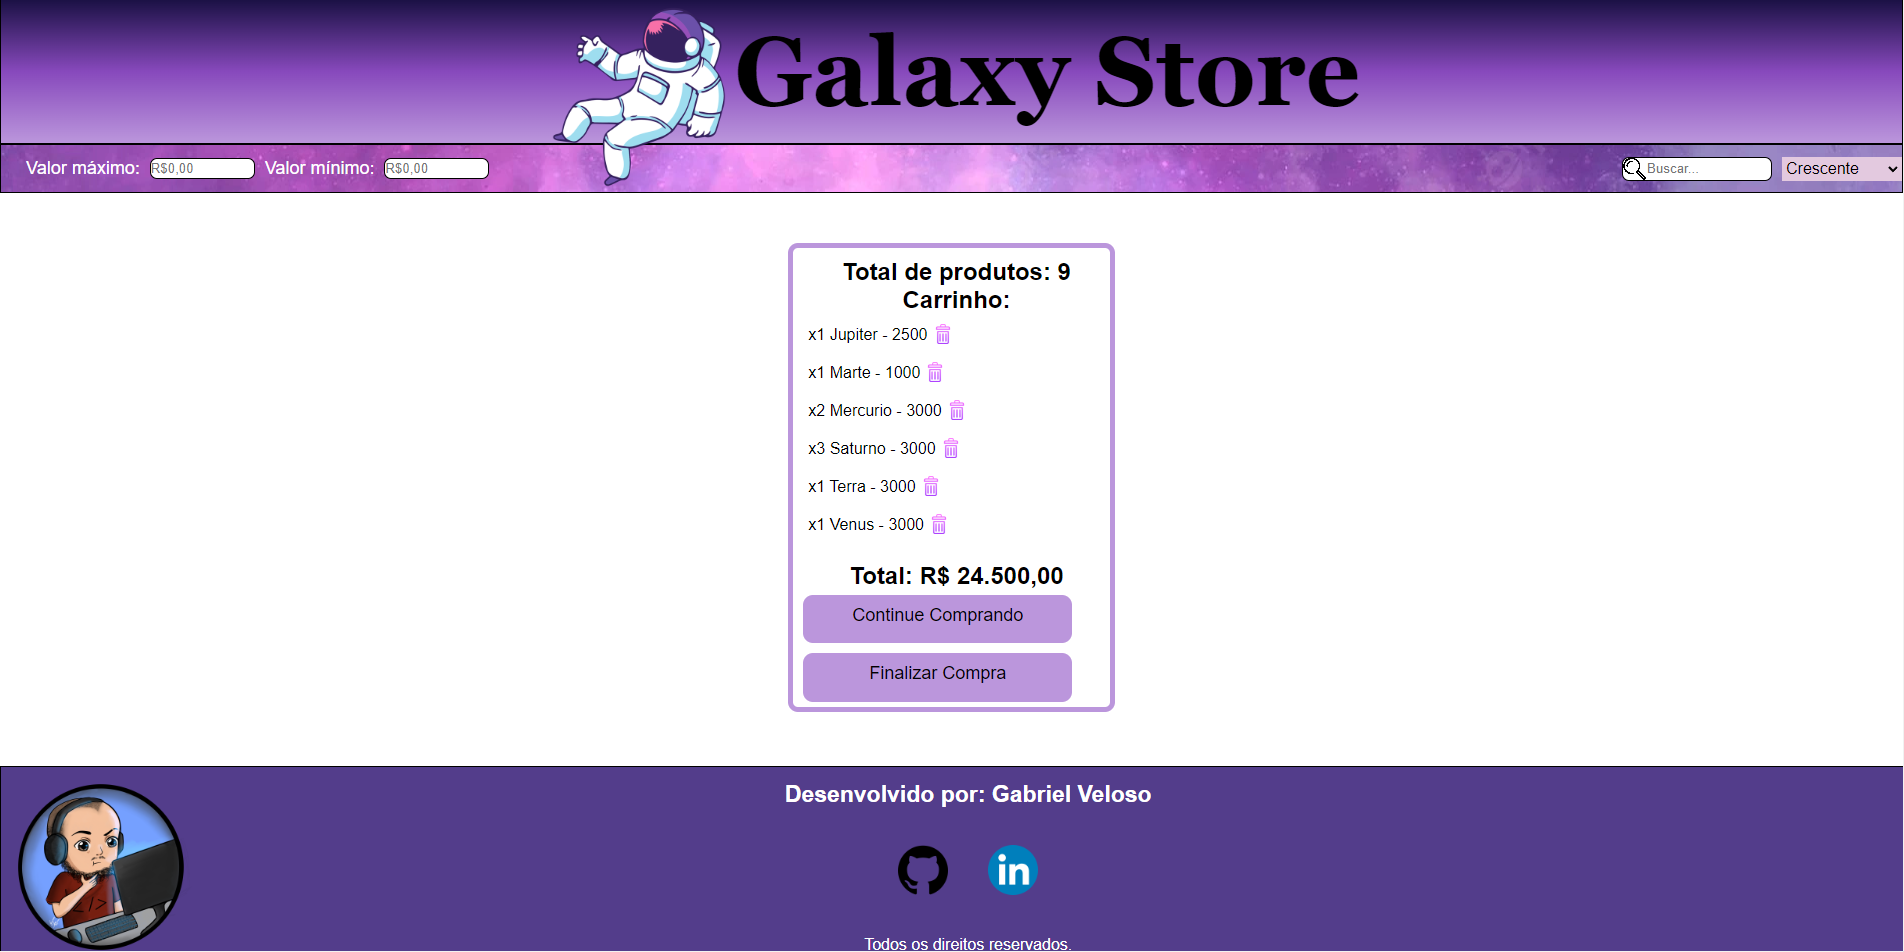 Galaxy Store
Valor máximo: R$0,00 Valor mínimo: R$0,00 Buscar... Crescente
Total de produtos: 9
Carrinho:
x1 Jupiter - 2500
x1 Marte - 1000
x2 Mercurio - 3000
x3 Saturno - 3000
x1 Terra - 3000
x1 Venus - 3000
Total: R$ 24.500,00
Continue Comprando
Finalizar Compra
Desenvolvido por: Gabriel Veloso
in
Todos os direitos reservados.